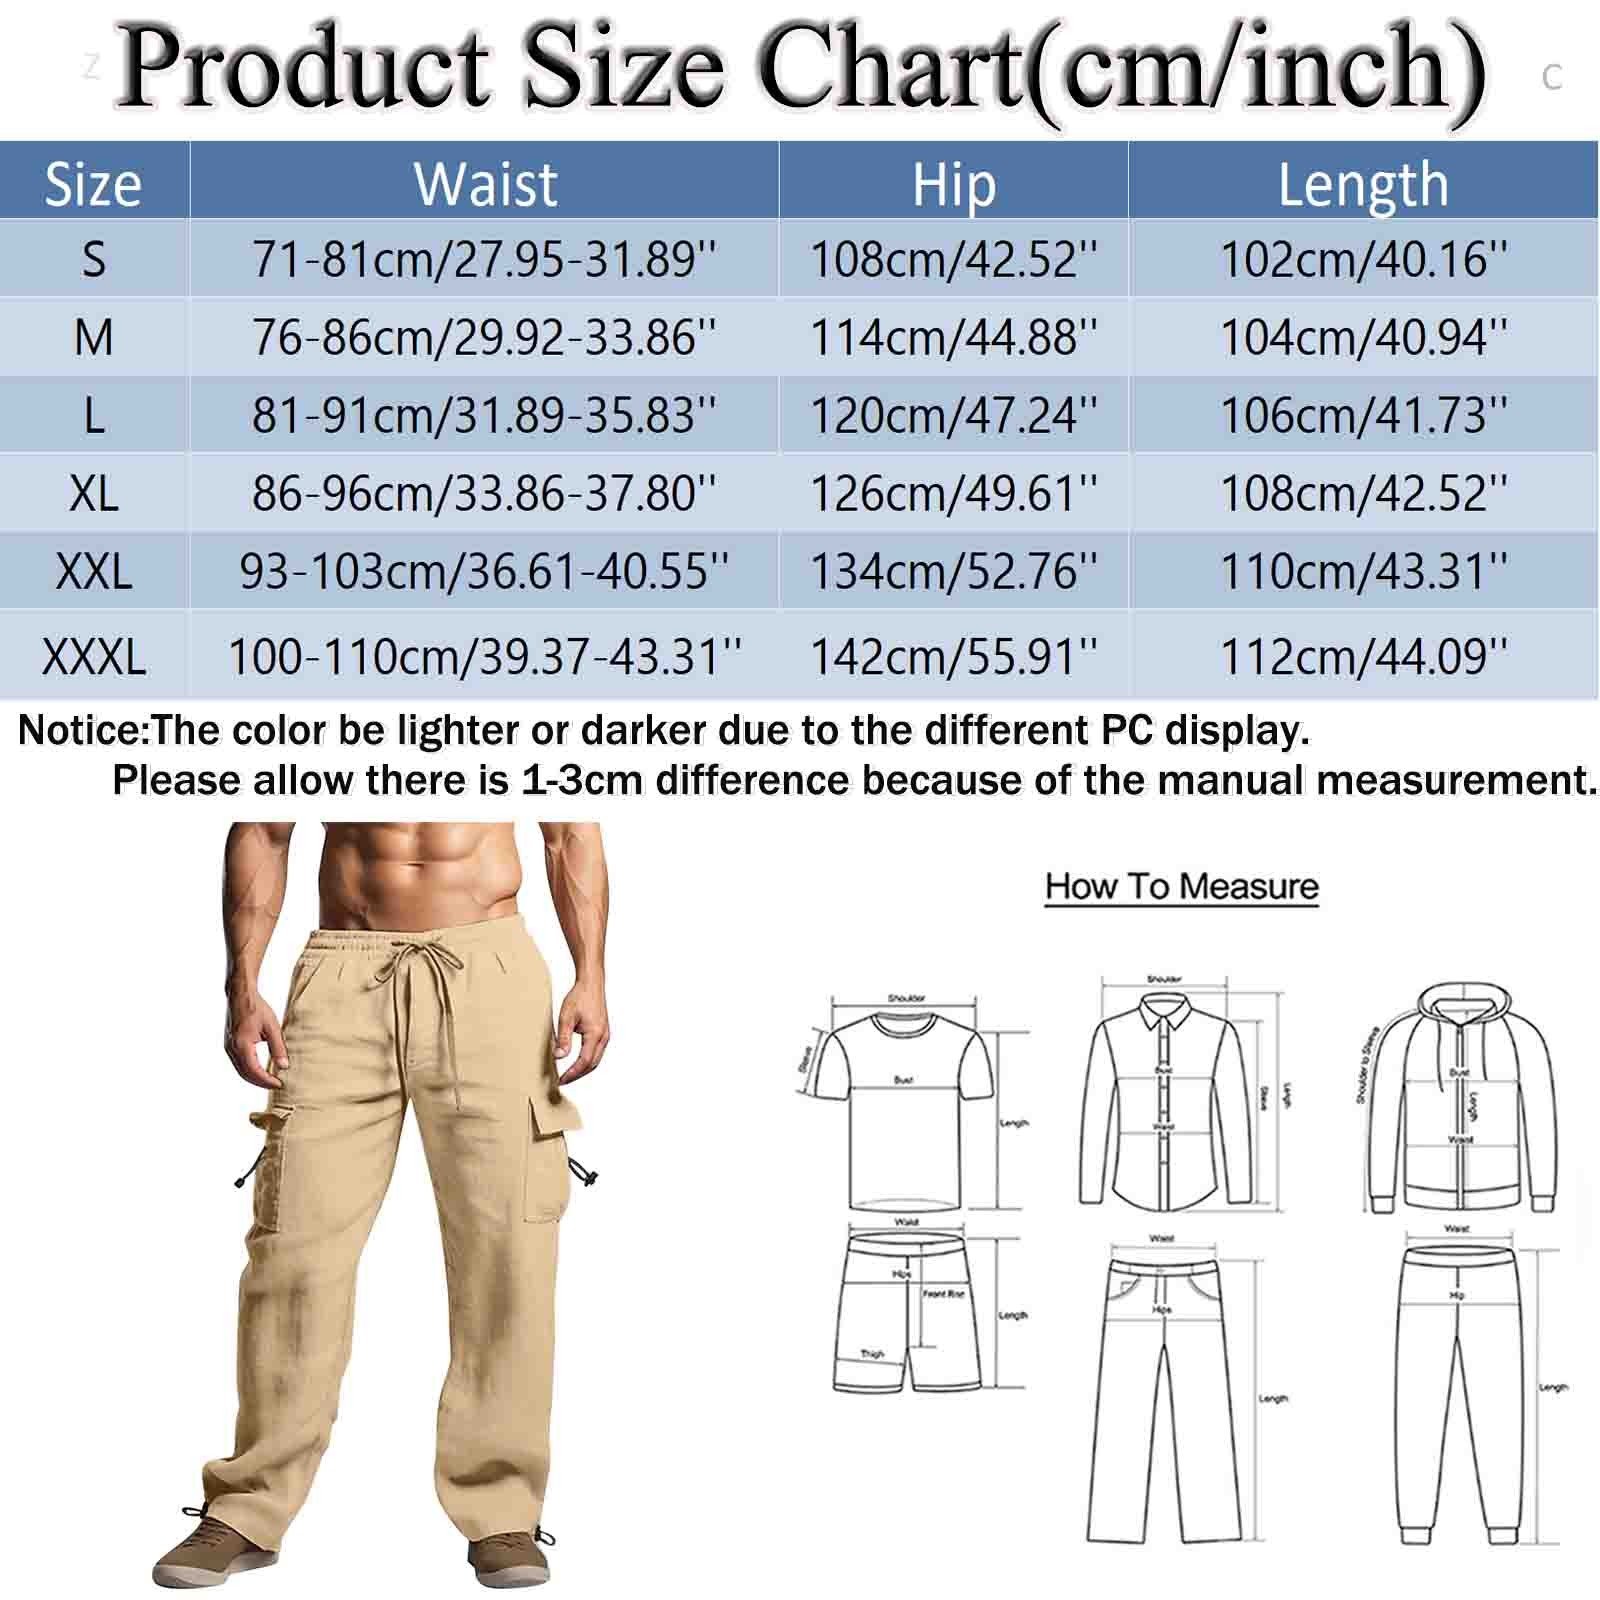 Z
Product Size Chart(cm/inch)
C
Size Waist Hip Length
S 71-81cm/27.95-31.89'' 108cm/42.52'' 102cm/40.16''
M 76-86cm/29.92-33.86'' 114cm/44.88'' 104cm/40.94''
L 81-91cm/31.89-35.83'' 120cm/47.24'' 106cm/41.73''
XL 86-96cm/33.86-37.80'' 126cm/49.61'' 108cm/42.52''
XXL 93-103cm/36.61-40.55'' 134cm/52.76'' 110cm/43.31''
XXXL 100-110cm/39.37-43.31'' 142cm/55.91'' 112cm/44.09''
Notice:The color be lighter or darker due to the different PC display.
Please allow there is 1-3cm difference because of the manual measurement.
How To Measure
Shoulder
Sleeve
Bust
Length
Shoulder
Bust
Waist
Sleeve
Length
Shoulder to Sleeve
Bust
Length
Waist
Waist
Hips
Front Rise
Length
Thigh
Waist
Hips
Length
Waist
Hip
Length